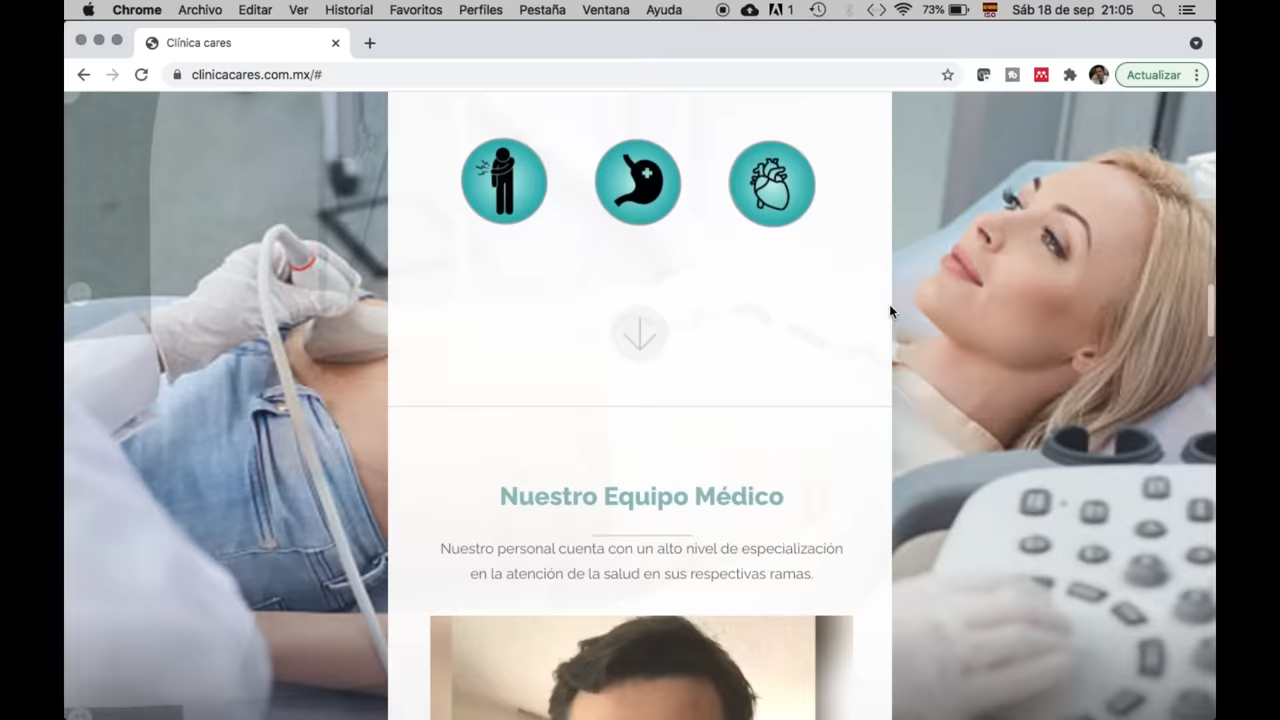 Chrome Archivo Editar Ver Historial Favoritos Perfiles Pestaña Ventana Ayuda 1 73% ISO Sáb 18 de sep 21:05
Clínica cares
clinicacares.com.mx/# Actualizar
Nuestro Equipo Médico
Nuestro personal cuenta con un alto nivel de especialización
en la atención de la salud en sus respectivas ramas.